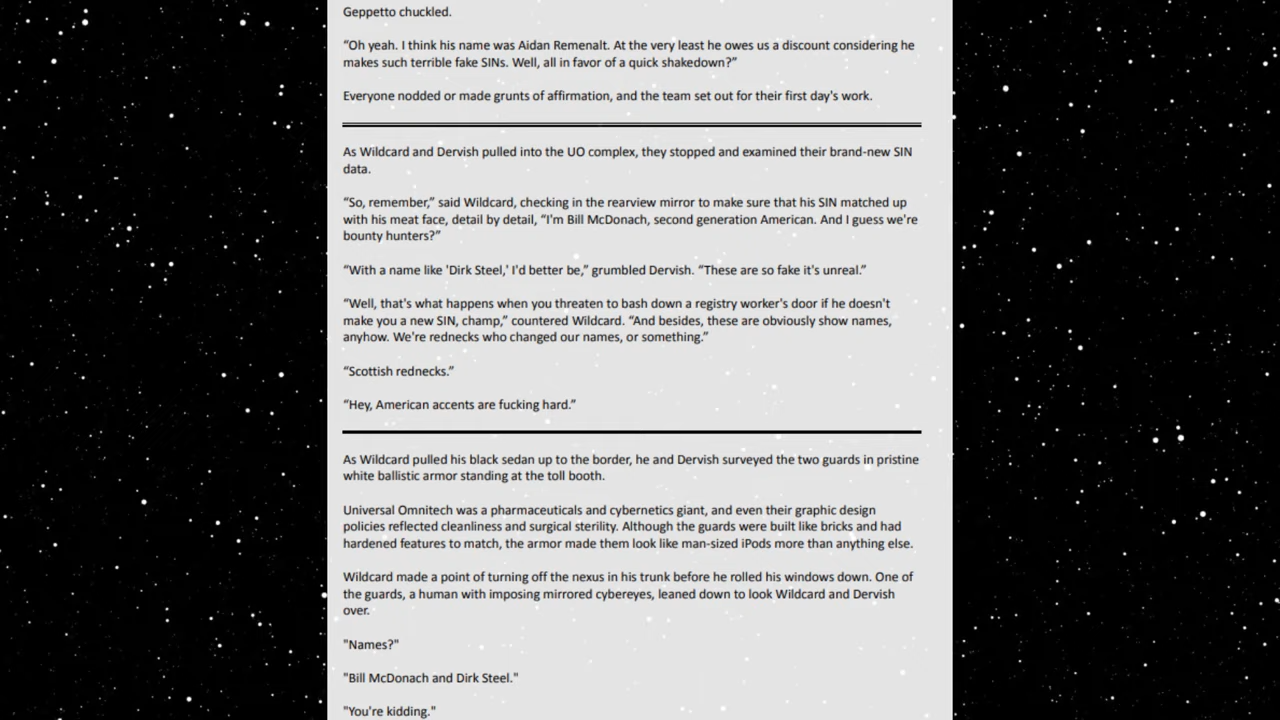 Geppetto chuckled.
“Oh yeah. I think his name was Aidan Remenalt. At the very least he owes us a discount considering he
makes such terrible fake SINs. Well, all in favor of a quick shakedown?”
Everyone nodded or made grunts of affirmation, and the team set out for their first day's work.
As Wildcard and Dervish pulled into the UO complex, they stopped and examined their brand-new SIN
data.
“So, remember,” said Wildcard, checking in the rearview mirror to make sure that his SIN matched up
with his meat face, detail by detail, “I'm Bill McDonach, second generation American. And I guess we're
bounty hunters?”
“With a name like 'Dirk Steel,' I'd better be,” grumbled Dervish. “These are so fake it's unreal.”
“Well, that's what happens when you threaten to bash down a registry worker's door if he doesn't
make you a new SIN, champ,” countered Wildcard. “And besides, these are obviously show names,
anyhow. We're rednecks who changed our names, or something.”
“Scottish rednecks.”
“Hey, American accents are fucking hard.”
As Wildcard pulled his black sedan up to the border, he and Dervish surveyed the two guards in pristine
white ballistic armor standing at the toll booth.
Universal Omnitech was a pharmaceuticals and cybernetics giant, and even their graphic design
policies reflected cleanliness and surgical sterility. Although the guards were built like bricks and had
hardened features to match, the armor made them look like man-sized iPods more than anything else.
Wildcard made a point of turning off the nexus in his trunk before he rolled his windows down. One of
the guards, a human with imposing mirrored cybereyes, leaned down to look Wildcard and Dervish
over.
"Names?"
"Bill McDonach and Dirk Steel."
"You're kidding."